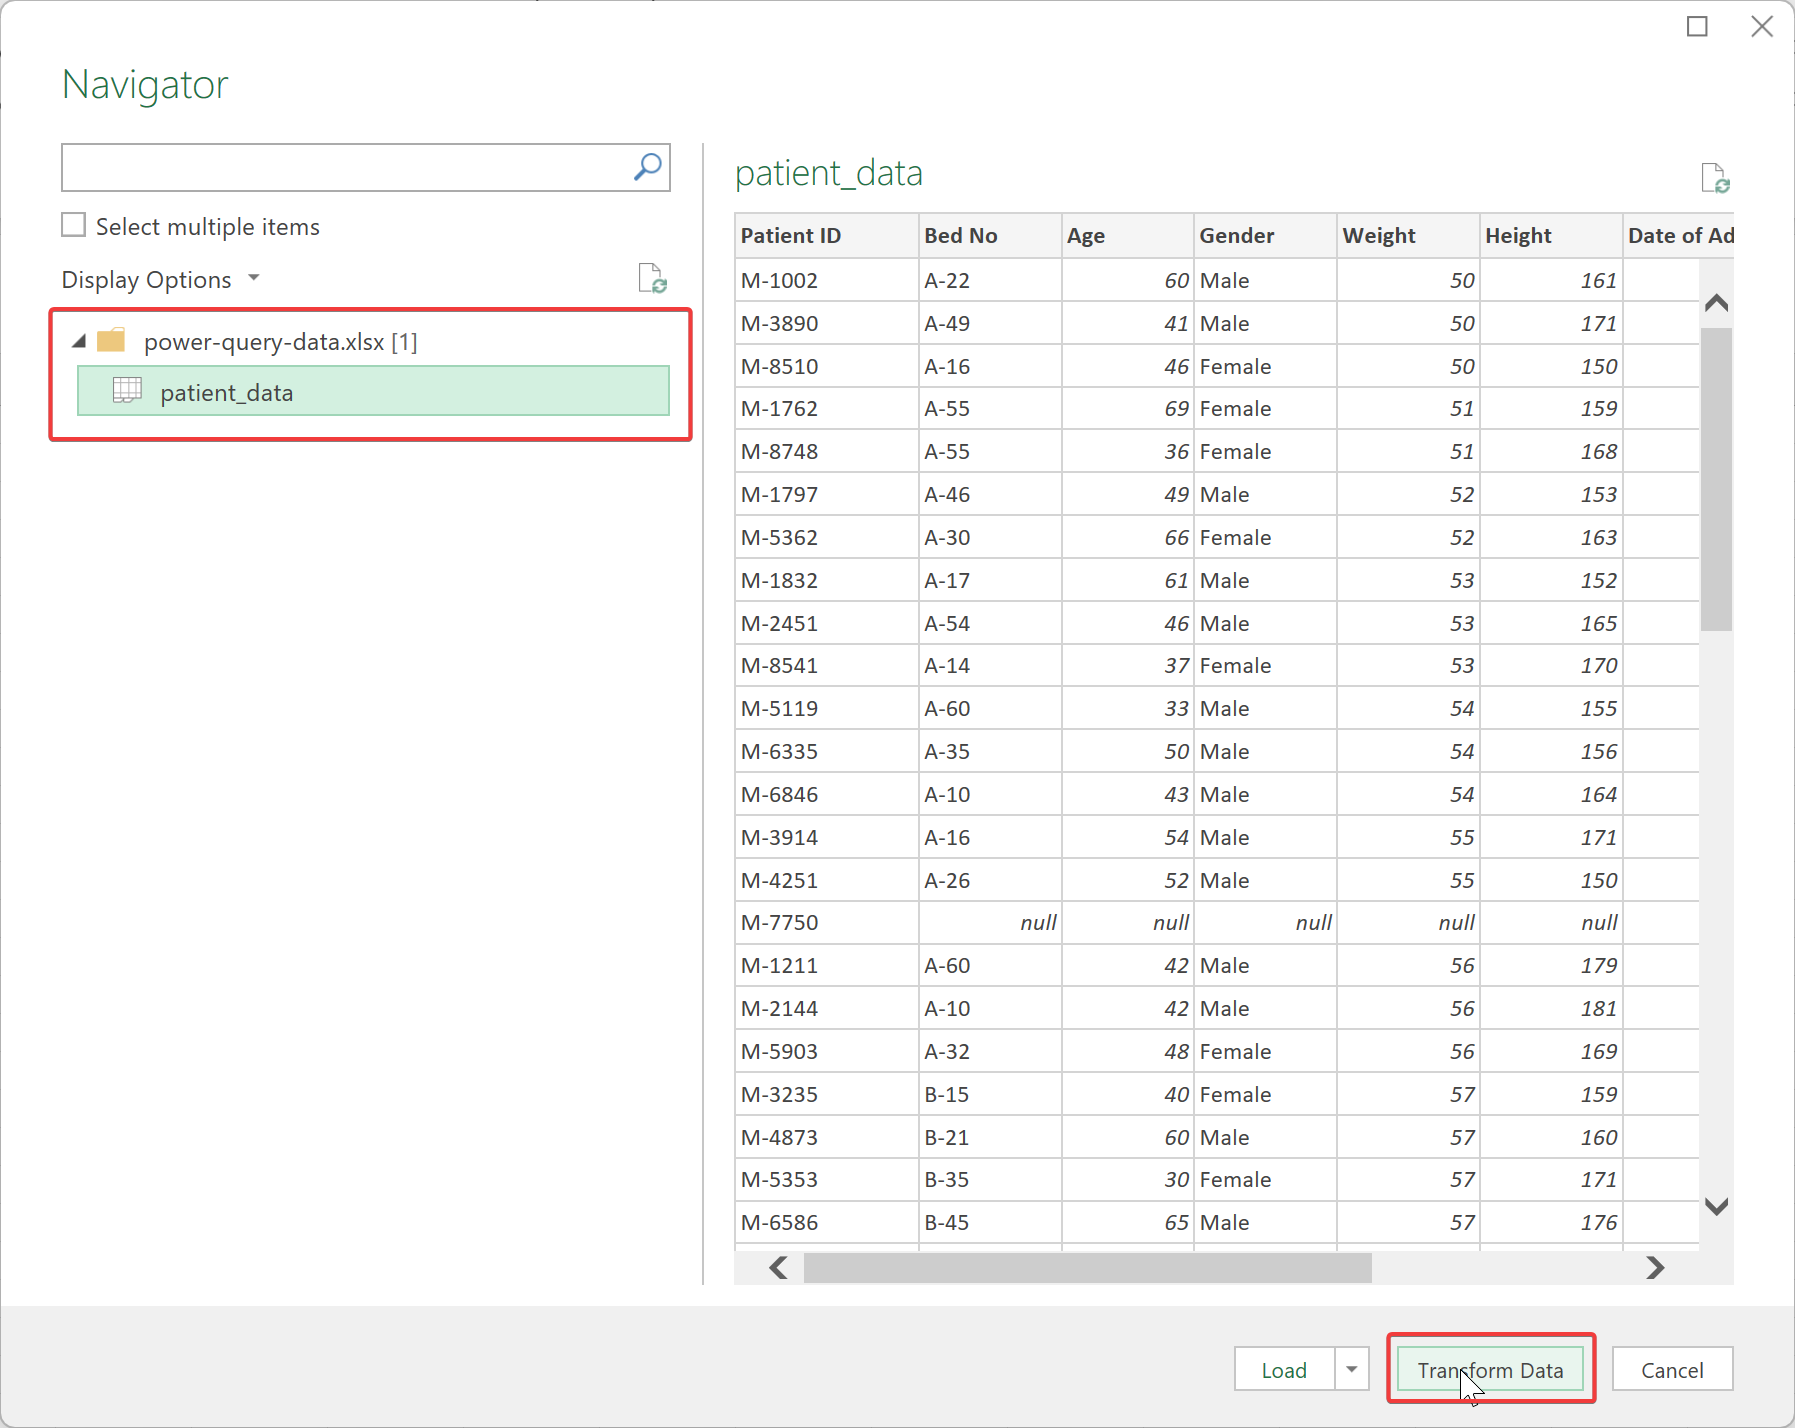 Navigator
Select multiple items
Display Options
power-query-data.xlsx [1]
patient_data
patient_data
Patient ID Bed No Age Gender Weight Height Date of Ad
M-1002 A-22 60 Male 50 161
M-3890 A-49 41 Male 50 171
M-8510 A-16 46 Female 50 150
M-1762 A-55 69 Female 51 159
M-8748 A-55 36 Female 51 168
M-1797 A-46 49 Male 52 153
M-5362 A-30 66 Female 52 163
M-1832 A-17 61 Male 53 152
M-2451 A-54 46 Male 53 165
M-8541 A-14 37 Female 53 170
M-5119 A-60 33 Male 54 155
M-6335 A-35 50 Male 54 156
M-6846 A-10 43 Male 54 164
M-3914 A-16 54 Male 55 171
M-4251 A-26 52 Male 55 150
M-7750 null null null null null
M-1211 A-60 42 Male 56 179
M-2144 A-10 42 Male 56 181
M-5903 A-32 48 Female 56 169
M-3235 B-15 40 Female 57 159
M-4873 B-21 60 Male 57 160
M-5353 B-35 30 Female 57 171
M-6586 B-45 65 Male 57 176
Load Transform Data Cancel